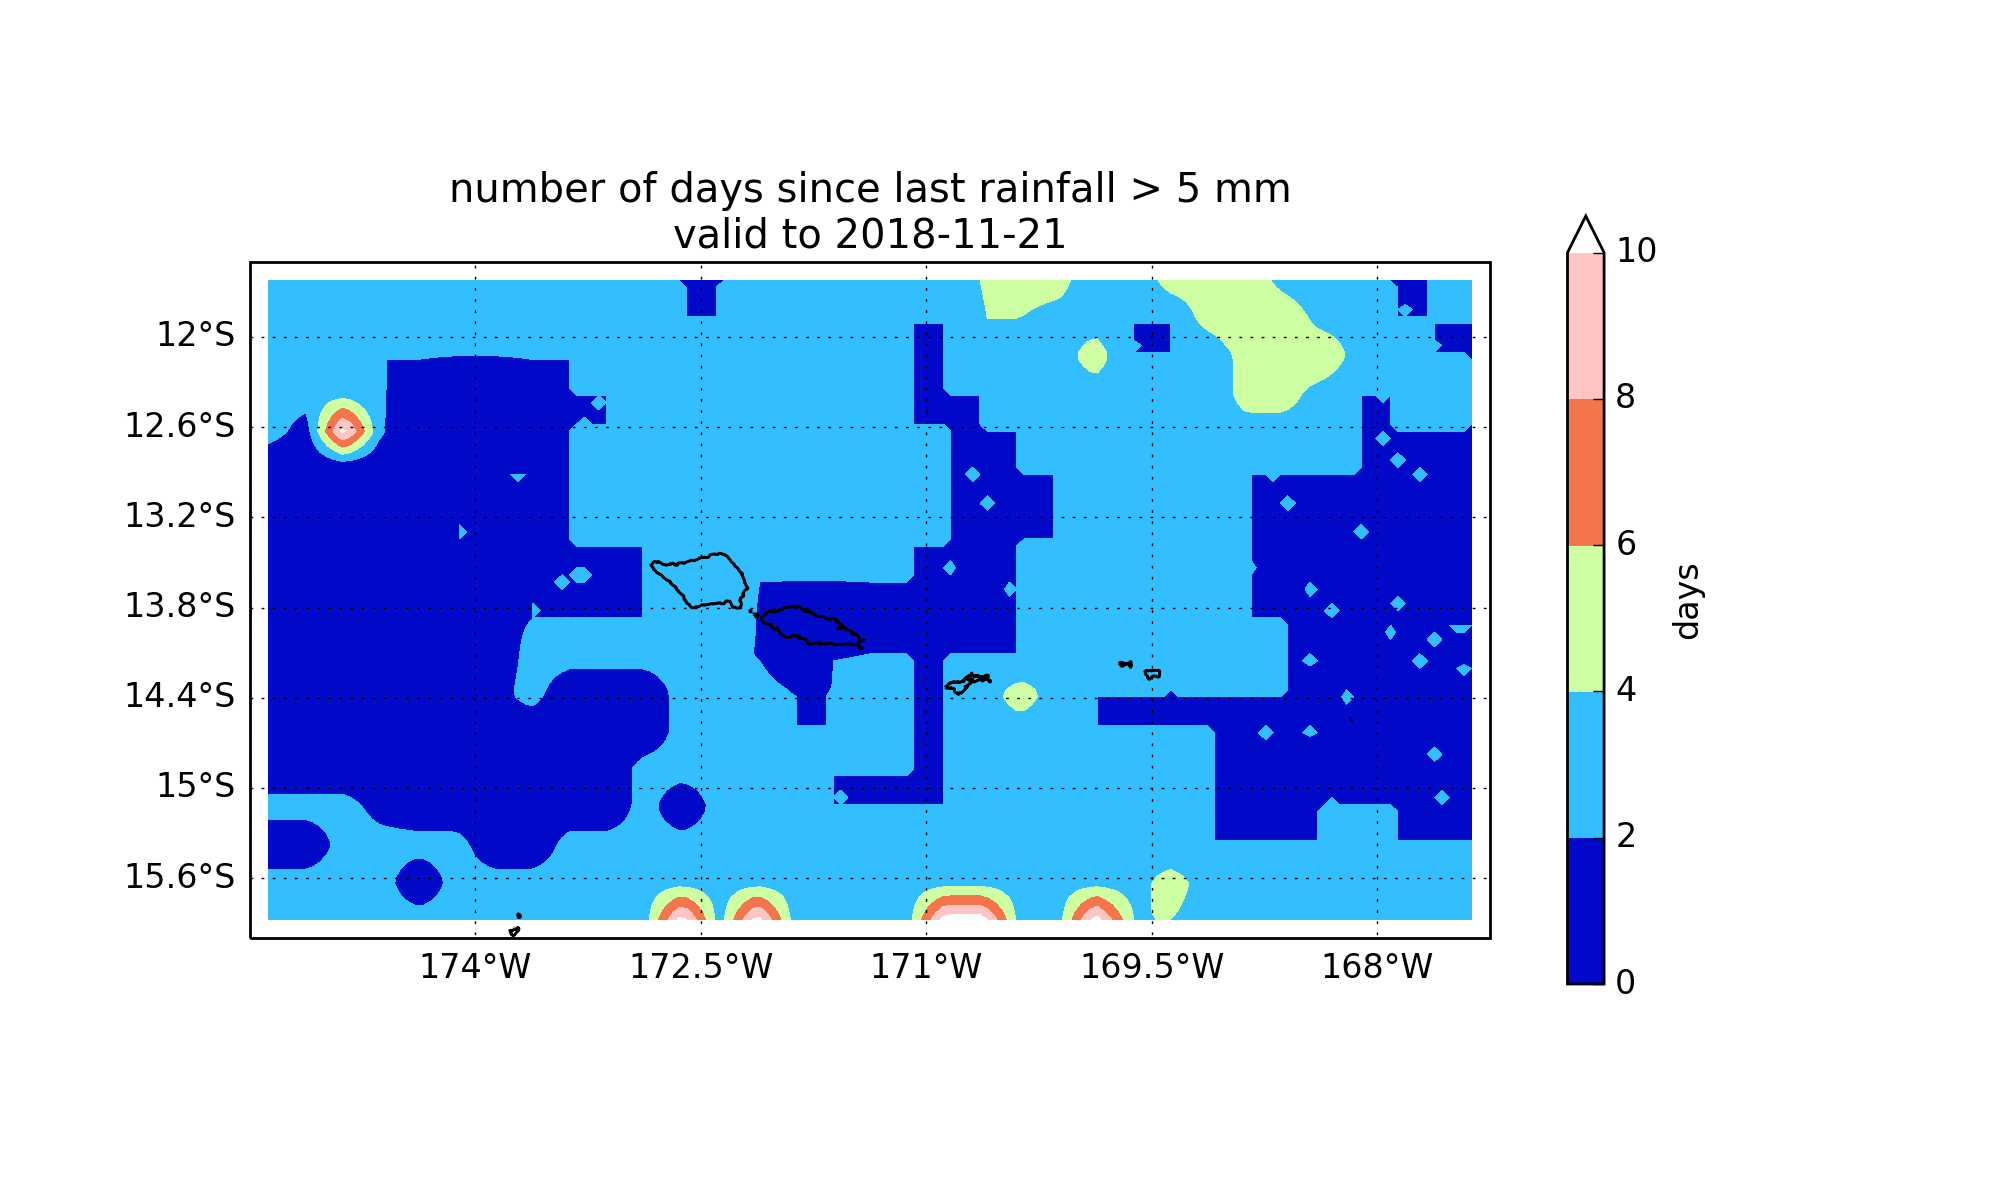 number of days since last rainfall > 5 mm
valid to 2018-11-21
12°S
12.6°S
13.2°S
13.8°S
14.4°S
15°S
15.6°S
174°W
172.5°W
171°W
169.5°W
168°W
10
8
6
4
2
0
days